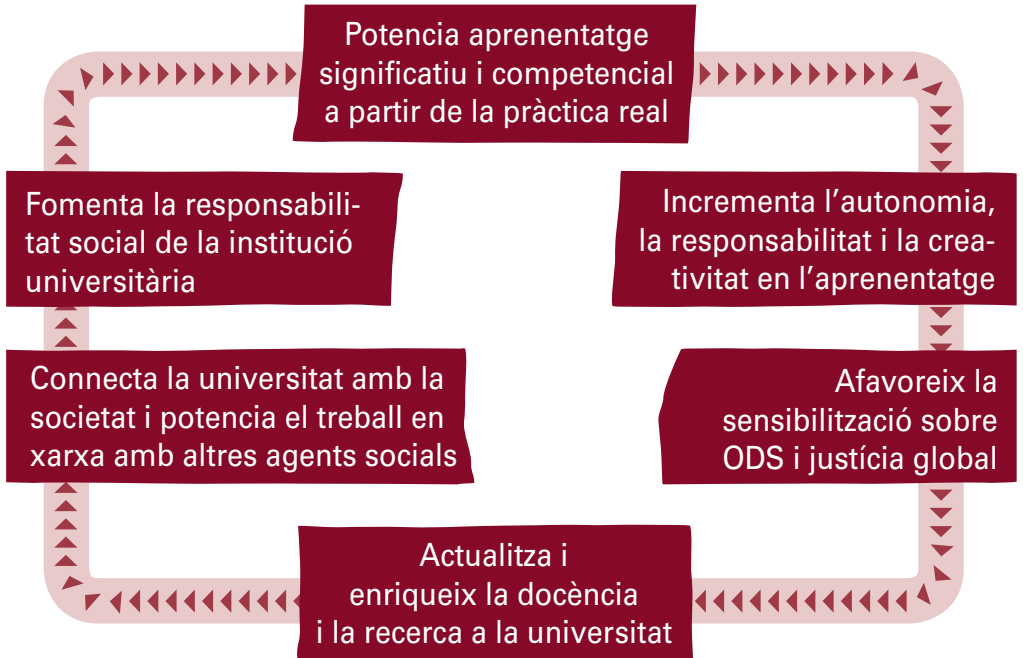 Potencia aprenentatge
significatiu i competencial
a partir de la pràctica real
Incrementa l'autonomia,
la responsabilitat i la crea-
tivitat en l'aprenentatge
Afavoreix la
sensibilització sobre
ODS i justícia global
Actualitza i
enriqueix la docència
i la recerca a la universitat
Connecta la universitat amb la
societat i potencia el treball en
xarxa amb altres agents socials
Fomenta la responsabili-
tat social de la institució
universitària